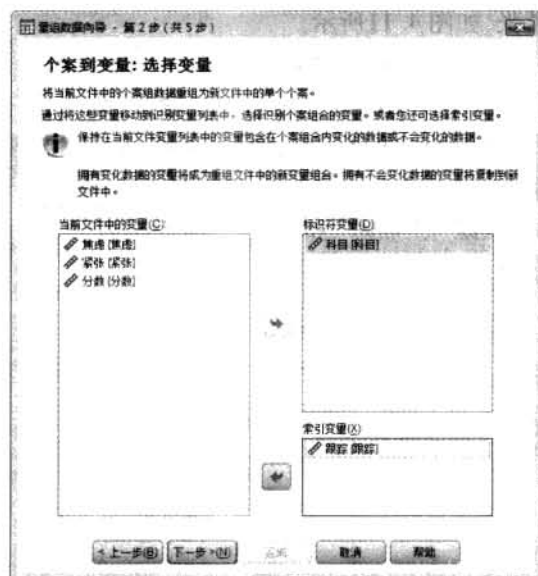 重组数据向导 - 第 2 步 (共 5 步)
个案到变量: 选择变量
将当前文件中的个案组数据重组为新文件中的单个个案。
通过将这些变量移动到识别变量列表中,选择识别个案组合的变量。或者您还可选择索引变量。
保持在当前文件变量列表中的变量包含在个案组合内变化的数据或不会变化的数据。
拥有变化数据的变量将成为重组文件中的新变量组合。拥有不会变化数据的变量将复制到新
文件中。
当前文件中的变量(C):
标识符变量(D)
焦虑 [焦虑]
紧张 [紧张]
分数 [分数]
科目 [科目]
索引变量(X)
跟踪 [跟踪]
< 上一步(B)
下一步 >(N)
完成
取消
帮助